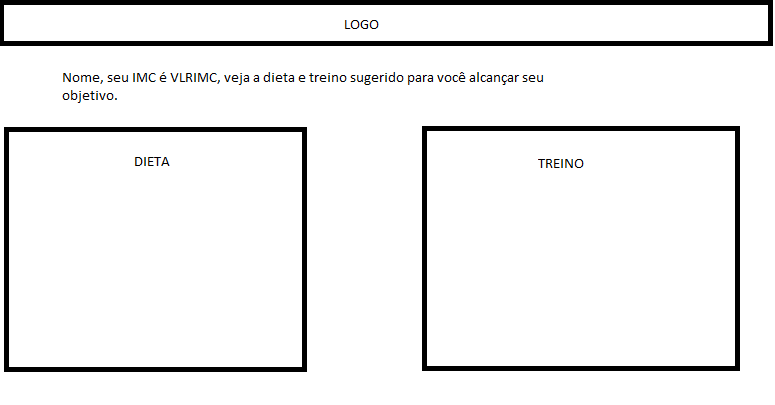 LOGO
Nome, seu IMC é VLRIMC, veja a dieta e treino sugerido para você alcançar seu
objetivo.
DIETA
TREINO